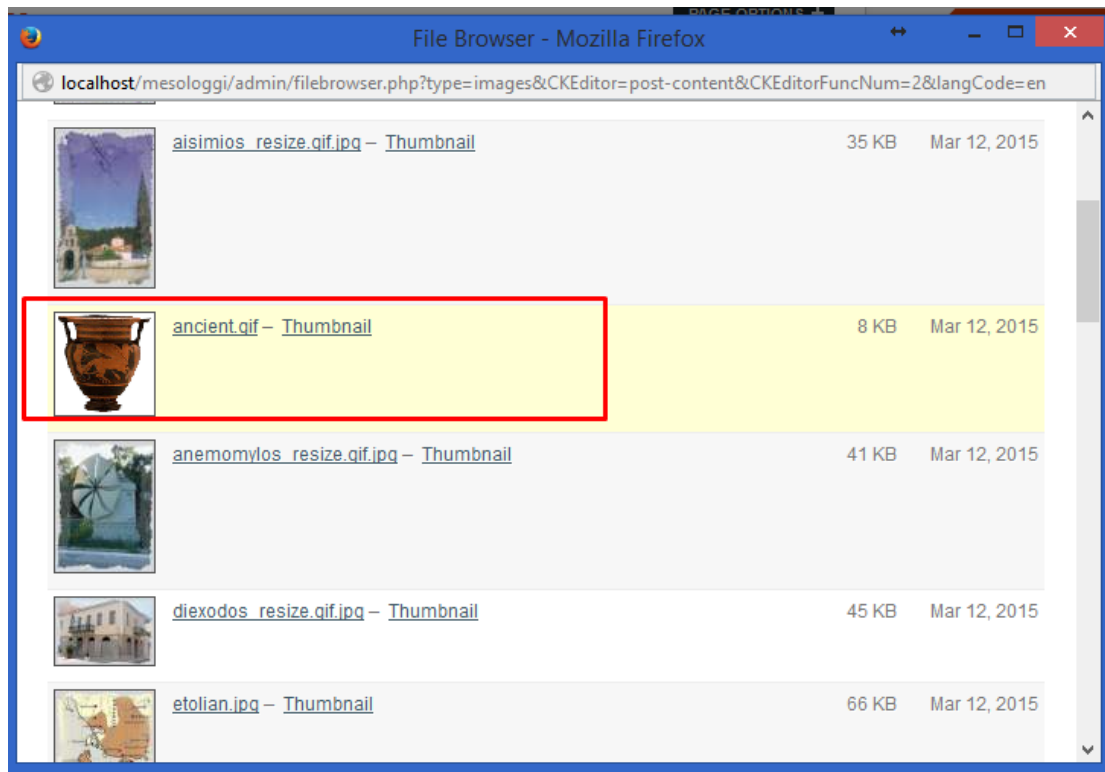 PAGE OPTIONS +
File Browser - Mozilla Firefox
localhost/mesologgi/admin/filebrowser.php?type=images&CKEditor=post-content&CKEditorFuncNum=2&langCode=en
aisimios_resize.gif.jpg – Thumbnail 35 KB Mar 12, 2015
ancient.gif – Thumbnail 8 KB Mar 12, 2015
anemomylos_resize.gif.jpg – Thumbnail 41 KB Mar 12, 2015
diexodos_resize.gif.jpg – Thumbnail 45 KB Mar 12, 2015
etolian.jpg – Thumbnail 66 KB Mar 12, 2015